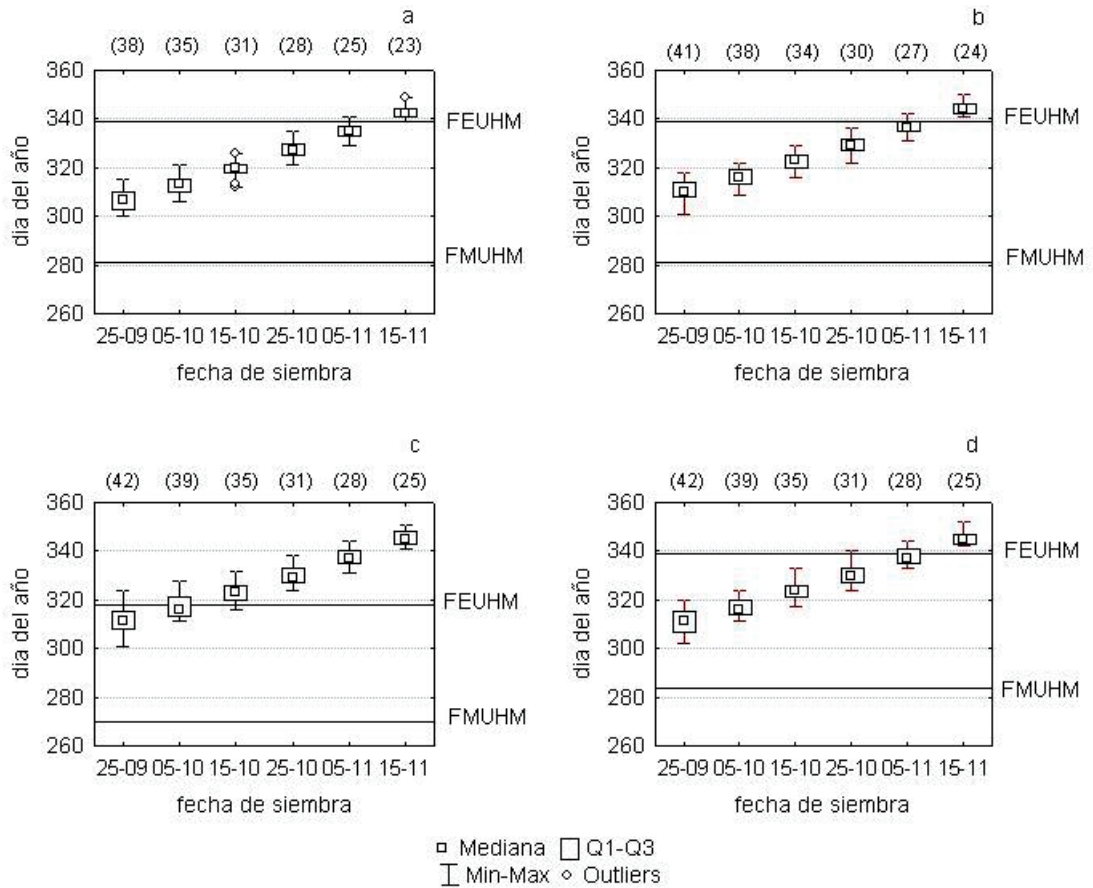 a
(38) (35) (31) (28) (25) (23)
360
340
320
300
280
260
dia del año
FEUHM
FMUHM
25-09 05-10 15-10 25-10 05-11 15-11
fecha de siembra
b
(41) (38) (34) (30) (27) (24)
360
340
320
300
280
260
dia del año
FEUHM
FMUHM
25-09 05-10 15-10 25-10 05-11 15-11
fecha de siembra
c
(42) (39) (35) (31) (28) (25)
360
340
320
300
280
260
dia del año
FEUHM
FMUHM
25-09 05-10 15-10 25-10 05-11 15-11
fecha de siembra
d
(42) (39) (35) (31) (28) (25)
360
340
320
300
280
260
dia del año
FEUHM
FMUHM
25-09 05-10 15-10 25-10 05-11 15-11
fecha de siembra
Mediana Q1-Q3
Min-Max Outliers